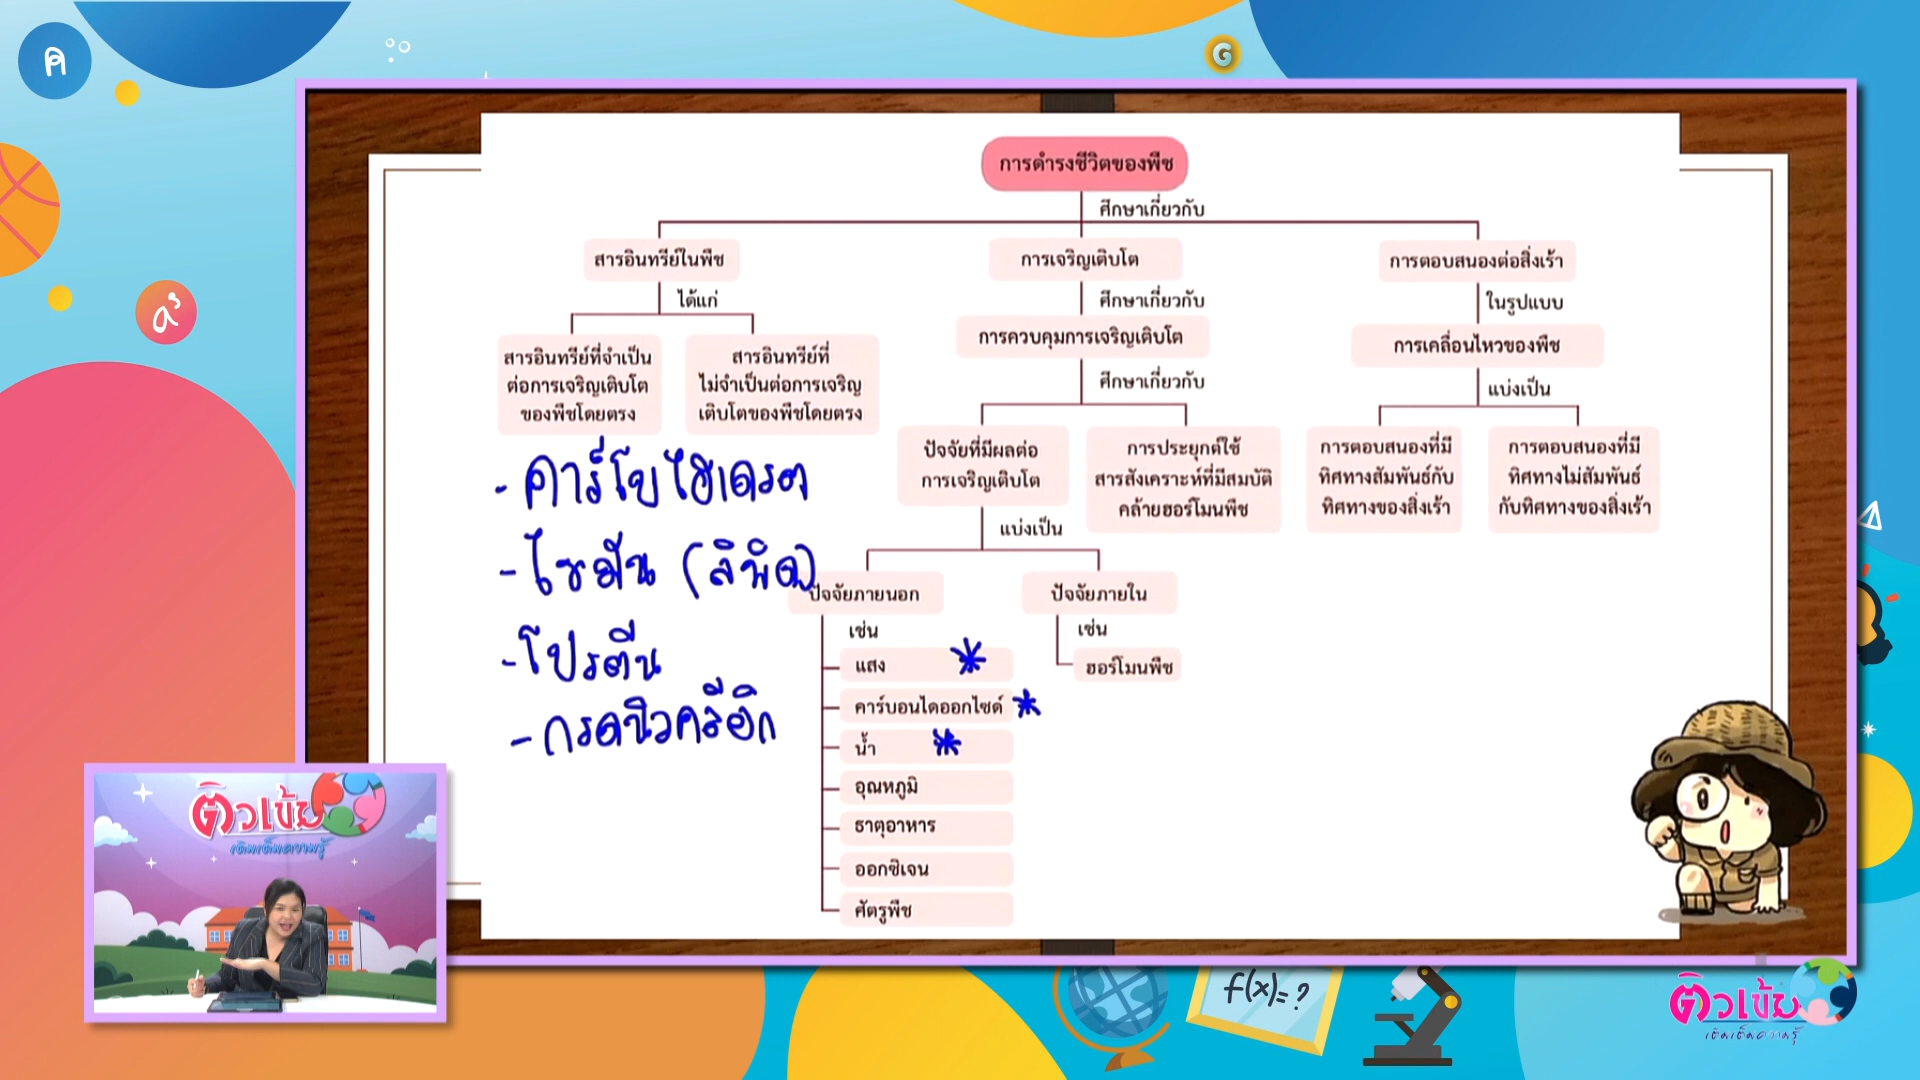 ค
a³
G
การดำรงชีวิตของพืช
ศึกษาเกี่ยวกับ
สารอินทรีย์ในพืช
ได้แก่
สารอินทรีย์ที่จำเป็น
ต่อการเจริญเติบโต
ของพืชโดยตรง
สารอินทรีย์ที่
ไม่จำเป็นต่อการเจริญ
เติบโตของพืชโดยตรง
- คาร์โบไฮเดรต
- ไขมัน (ลิพิด)
- โปรตีน
- กรดนิวคลีอิก
การเจริญเติบโต
ศึกษาเกี่ยวกับ
การควบคุมการเจริญเติบโต
ศึกษาเกี่ยวกับ
ปัจจัยที่มีผลต่อ
การเจริญเติบโต
การประยุกต์ใช้
สารสังเคราะห์ที่มีสมบัติ
คล้ายฮอร์โมนพืช
แบ่งเป็น
ปัจจัยภายนอก
เช่น
แสง *
คาร์บอนไดออกไซด์ *
น้ำ *
อุณหภูมิ
ธาตุอาหาร
ออกซิเจน
ศัตรูพืช
ปัจจัยภายใน
เช่น
ฮอร์โมนพืช
การตอบสนองต่อสิ่งเร้า
ในรูปแบบ
การเคลื่อนไหวของพืช
แบ่งเป็น
การตอบสนองที่มี
ทิศทางสัมพันธ์กับ
ทิศทางของสิ่งเร้า
การตอบสนองที่มี
ทิศทางไม่สัมพันธ์
กับทิศทางของสิ่งเร้า
ติวเข้ม
เติมเต็มความรู้
f(x)=?
ติวเข้ม
เติมเต็มความรู้